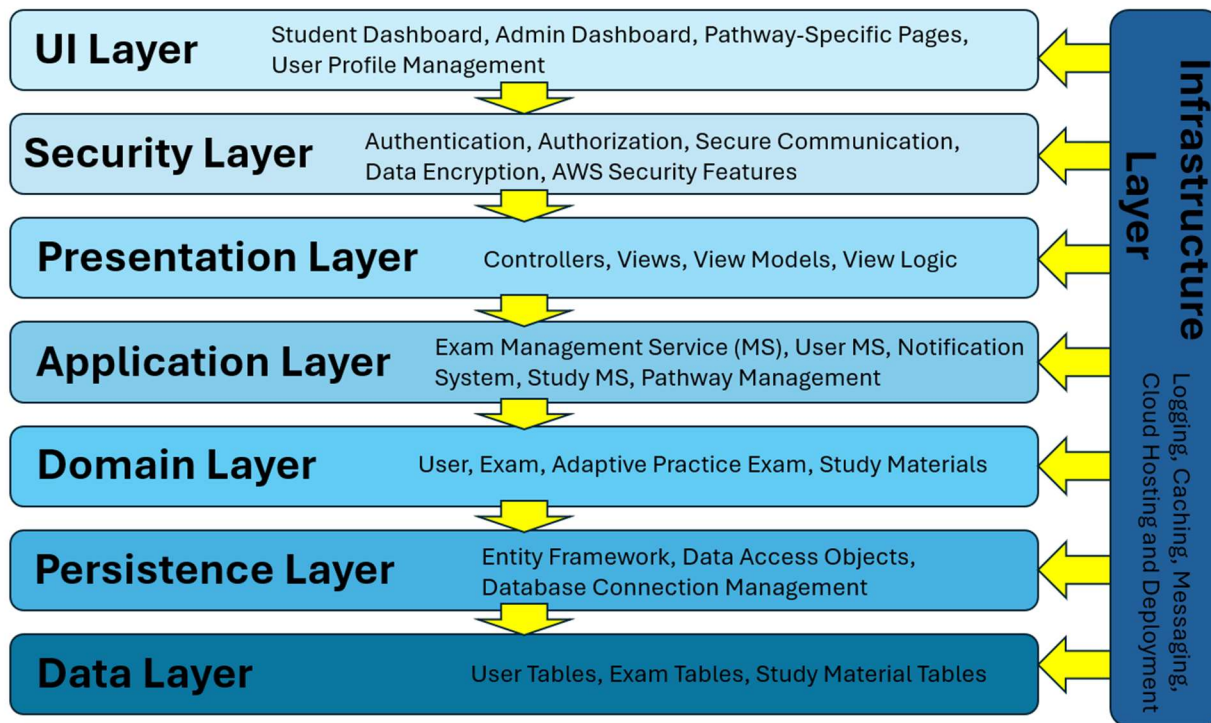 UI Layer
Student Dashboard, Admin Dashboard, Pathway-Specific Pages,
User Profile Management
Security Layer
Authentication, Authorization, Secure Communication,
Data Encryption, AWS Security Features
Presentation Layer
Controllers, Views, View Models, View Logic
Application Layer
Exam Management Service (MS), User MS, Notification
System, Study MS, Pathway Management
Domain Layer
User, Exam, Adaptive Practice Exam, Study Materials
Persistence Layer
Entity Framework, Data Access Objects,
Database Connection Management
Data Layer
User Tables, Exam Tables, Study Material Tables
Infrastructure
Layer
Logging, Caching, Messaging,
Cloud Hosting and Deployment